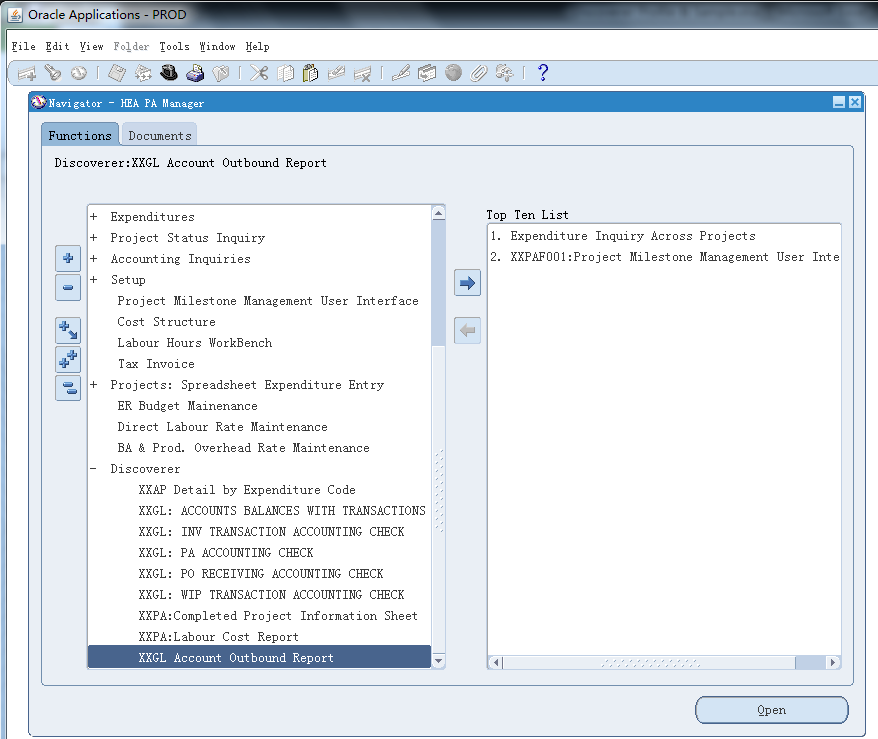 Oracle Applications - PROD
File Edit View Folder Tools Window Help
?
Navigator - HEA PA Manager
Functions Documents
Discoverer:XXGL Account Outbound Report
+ Expenditures
+ Project Status Inquiry
+ Accounting Inquiries
+ Setup
Project Milestone Management User Interface
Cost Structure
Labour Hours WorkBench
Tax Invoice
+ Projects: Spreadsheet Expenditure Entry
ER Budget Mainenance
Direct Labour Rate Maintenance
BA & Prod. Overhead Rate Maintenance
- Discoverer
XXAP Detail by Expenditure Code
XXGL: ACCOUNTS BALANCES WITH TRANSACTIONS
XXGL: INV TRANSACTION ACCOUNTING CHECK
XXGL: PA ACCOUNTING CHECK
XXGL: PO RECEIVING ACCOUNTING CHECK
XXGL: WIP TRANSACTION ACCOUNTING CHECK
XXPA:Completed Project Information Sheet
XXPA:Labour Cost Report
XXGL Account Outbound Report
Top Ten List
1. Expenditure Inquiry Across Projects
2. XXPAF001:Project Milestone Management User Inte
Open